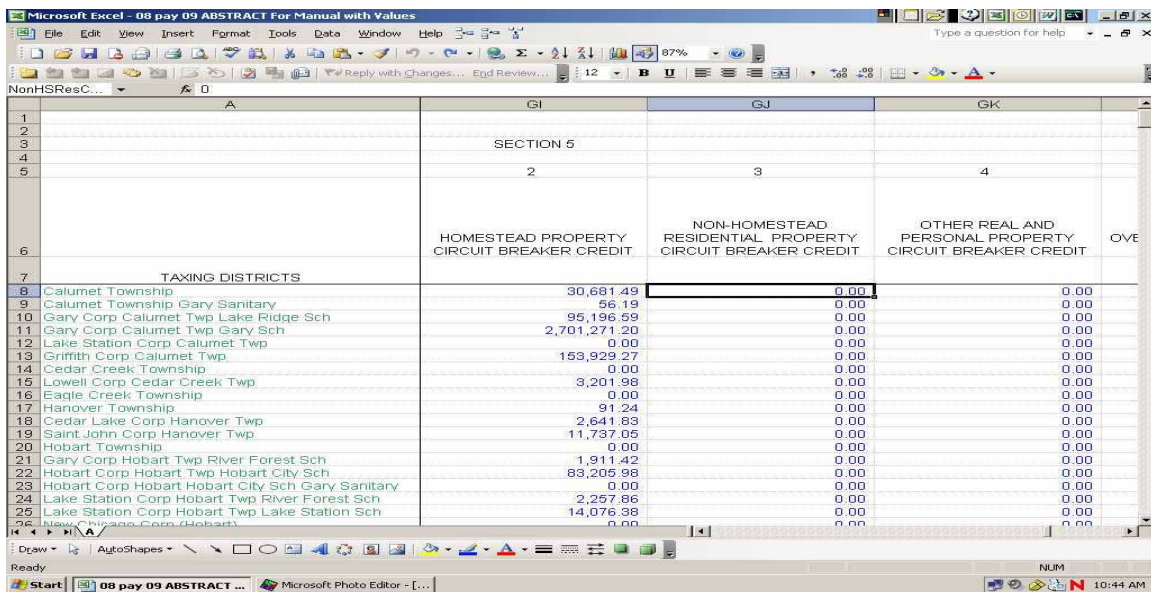 Microsoft Excel - 08 pay 09 ABSTRACT For Manual with Values
File Edit View Insert Format Tools Data Window Help Type a question for help
87%
Reply with Changes... End Review... 12 B U
NonHSResC... fx 0
A GI GJ GK
1
2
3 SECTION 5
4
5 2 3 4
NON-HOMESTEAD OTHER REAL AND
HOMESTEAD PROPERTY RESIDENTIAL PROPERTY PERSONAL PROPERTY OVE
6 CIRCUIT BREAKER CREDIT CIRCUIT BREAKER CREDIT CIRCUIT BREAKER CREDIT
7 TAXING DISTRICTS
8 Calumet Township 30,681.49 0.00 0.00
9 Calumet Township Gary Sanitary 56.19 0.00 0.00
10 Gary Corp Calumet Twp Lake Ridge Sch 95,196.59 0.00 0.00
11 Gary Corp Calumet Twp Gary Sch 2,701,271.20 0.00 0.00
12 Lake Station Corp Calumet Twp 0.00 0.00 0.00
13 Griffith Corp Calumet Twp 153,929.27 0.00 0.00
14 Cedar Creek Township 0.00 0.00 0.00
15 Lowell Corp Cedar Creek Twp 3,201.98 0.00 0.00
16 Eagle Creek Township 0.00 0.00 0.00
17 Hanover Township 91.24 0.00 0.00
18 Cedar Lake Corp Hanover Twp 2,641.83 0.00 0.00
19 Saint John Corp Hanover Twp 11,737.05 0.00 0.00
20 Hobart Township 0.00 0.00 0.00
21 Gary Corp Hobart Twp River Forest Sch 1,911.42 0.00 0.00
22 Hobart Corp Hobart Twp Hobart City Sch 83,205.98 0.00 0.00
23 Hobart Corp Hobart Hobart City Sch Gary Sanitary 0.00 0.00 0.00
24 Lake Station Corp Hobart Twp River Forest Sch 2,257.86 0.00 0.00
25 Lake Station Corp Hobart Twp Lake Station Sch 14,076.38 0.00 0.00
26 New Chicago Corp (Hobart) 0.00 0.00 0.00
A
Draw AutoShapes
Ready NUM
Start 08 pay 09 ABSTRACT ... Microsoft Photo Editor - [... 10:44 AM